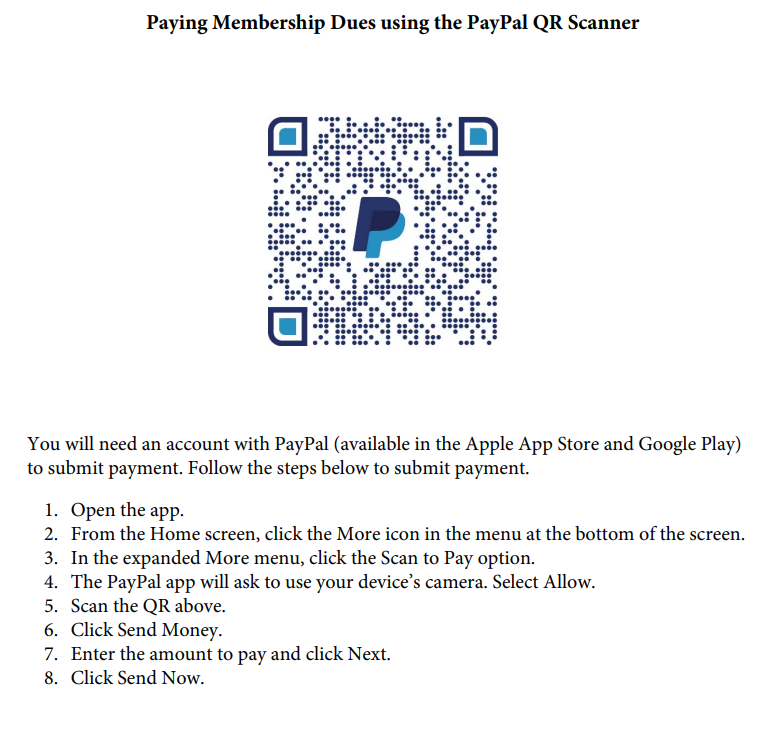 Paying Membership Dues using the PayPal QR Scanner
You will need an account with PayPal (available in the Apple App Store and Google Play)
to submit payment. Follow the steps below to submit payment.
1. Open the app.
2. From the Home screen, click the More icon in the menu at the bottom of the screen.
3. In the expanded More menu, click the Scan to Pay option.
4. The PayPal app will ask to use your device’s camera. Select Allow.
5. Scan the QR above.
6. Click Send Money.
7. Enter the amount to pay and click Next.
8. Click Send Now.